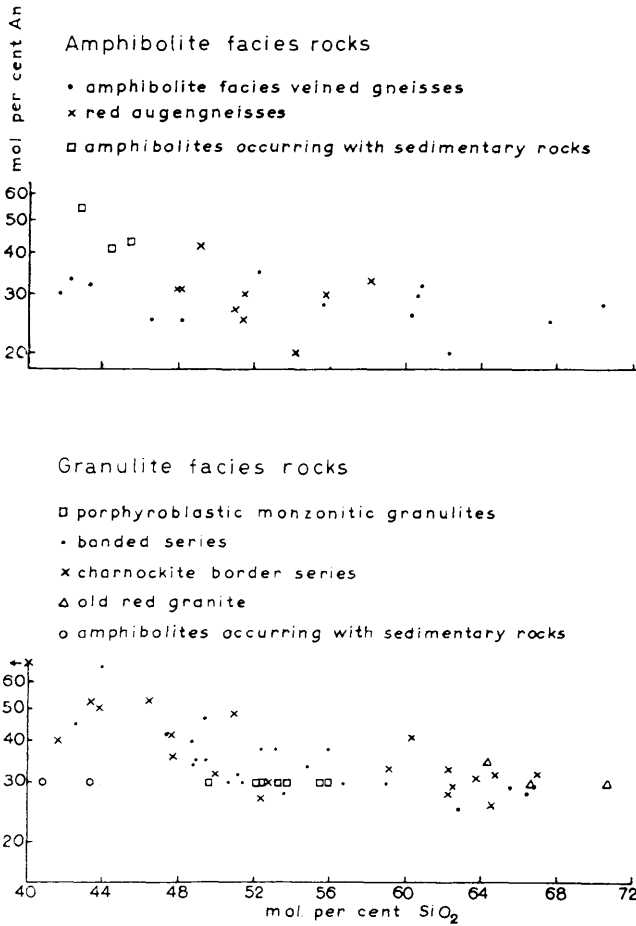 mol per cent An
Amphibolite facies rocks
amphibolite facies veined gneisses
red augengneisses
amphibolites occurring with sedimentary rocks
60
50
40
30
20
Granulite facies rocks
porphyroblastic monzonitic granulites
banded series
charnockite border series
old red granite
amphibolites occurring with sedimentary rocks
60
50
40
30
20
40 44 48 52 56 60 64 68 72
mol. per cent SiO₂